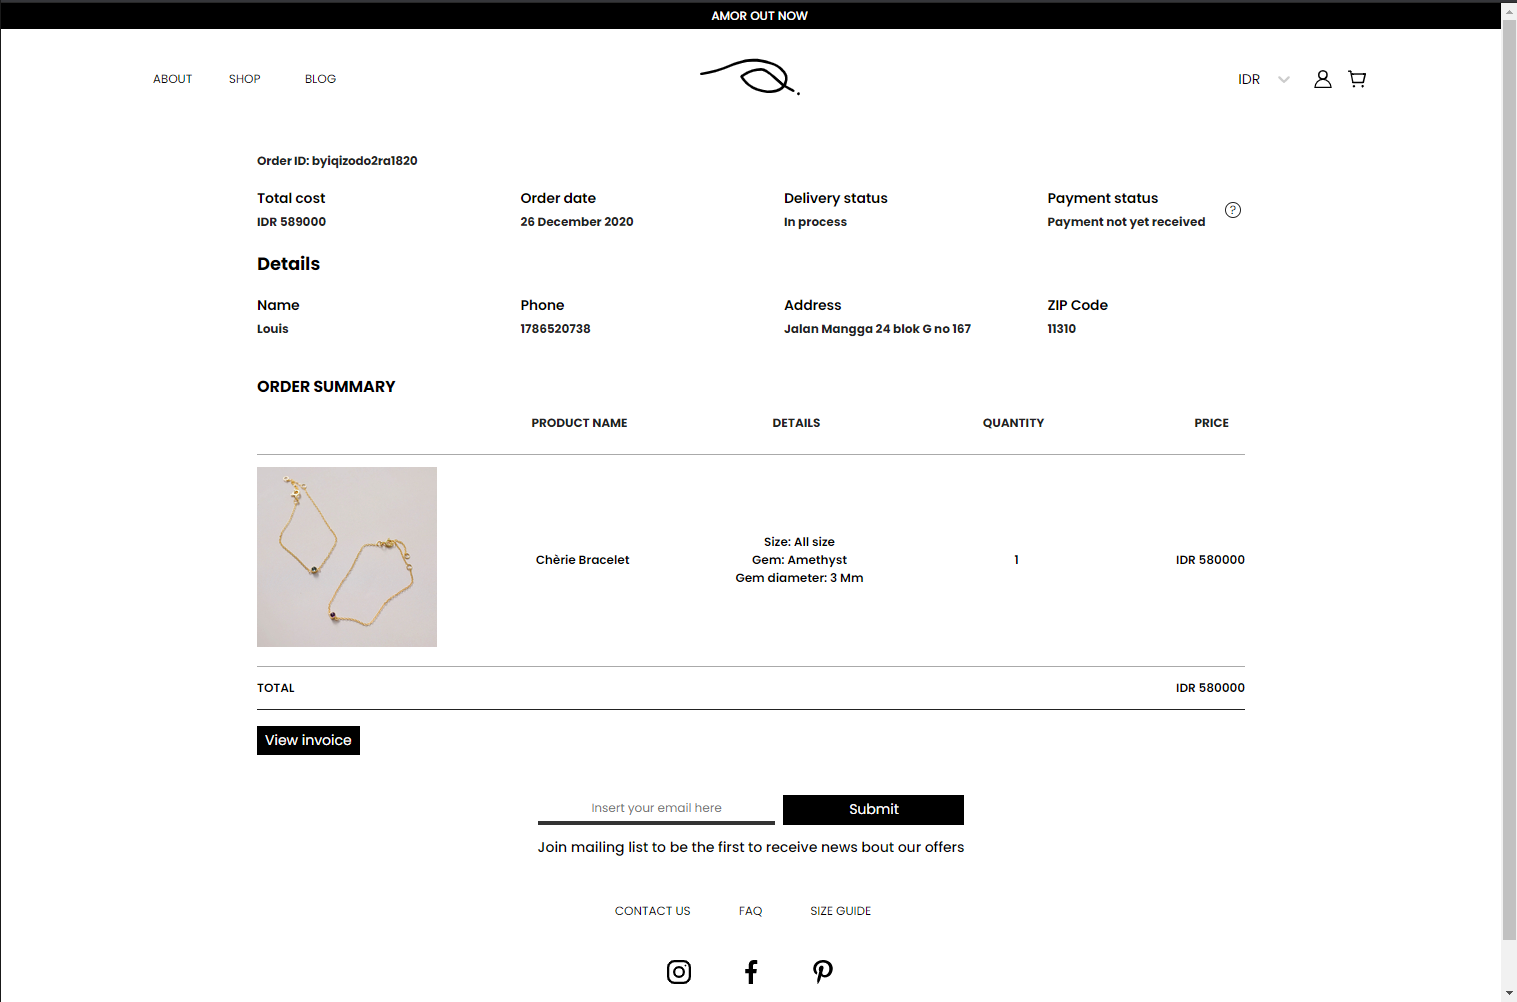 AMOR OUT NOW
ABOUT SHOP BLOG IDR
Order ID: byiqizodo2ra1820
Total cost Order date Delivery status Payment status
IDR 589000 26 December 2020 In process Payment not yet received ?
Details
Name Phone Address ZIP Code
Louis 1786520738 Jalan Mangga 24 blok G no 167 11310
ORDER SUMMARY
PRODUCT NAME DETAILS QUANTITY PRICE
Size: All size
Chèrie Bracelet Gem: Amethyst 1 IDR 580000
Gem diameter: 3 Mm
TOTAL IDR 580000
View invoice
Insert your email here Submit
Join mailing list to be the first to receive news bout our offers
CONTACT US FAQ SIZE GUIDE